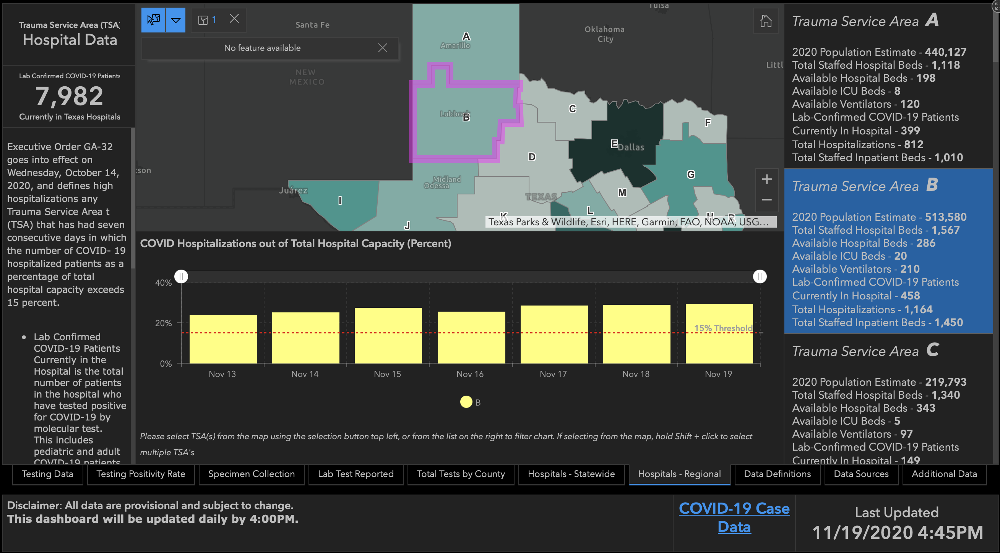 Trauma Service Area (TSA)
Hospital Data
Lab Confirmed COVID-19 Patients
7,982
Currently in Texas Hospitals
Executive Order GA-32
goes into effect on
Wednesday, October 14,
2020, and defines high
hospitalizations any
Trauma Service Area t
(TSA) that has had seven
consecutive days in which
the number of COVID- 19
hospitalized patients as a
percentage of total
hospital capacity exceeds
15 percent.
• Lab Confirmed
COVID-19 Patients
Currently in the
Hospital is the total
number of patients
in the hospital who
have tested positive
for COVID-19 by
molecular test.
This includes
pediatric and adult
COVID-19 patients
1
No feature available
Tulsa
Santa Fe
Oklahoma
City
A
Amarillo
NEW
MEXICO
Littl
C
Lubbock
B
F
E
Dallas
D
tson
G
Midland
Odessa
Juárez
TEXAS
M
I
L
K
H
R
J
Texas Parks & Wildlife, Esri, HERE, Garmin, FAO, NOAA, USG...
COVID Hospitalizations out of Total Hospital Capacity (Percent)
40%
20%
0%
15% Threshold
Nov 13
Nov 14
Nov 15
Nov 16
Nov 17
Nov 18
Nov 19
B
Please select TSA(s) from the map using the selection button top left, or from the list on the right to filter chart. If selecting from the map, hold Shift + click to select
multiple TSA's
Trauma Service Area A
2020 Population Estimate - 440,127
Total Staffed Hospital Beds - 1,118
Available Hospital Beds - 198
Available ICU Beds - 8
Available Ventilators - 120
Lab-Confirmed COVID-19 Patients
Currently In Hospital - 399
Total Hospitalizations - 812
Total Staffed Inpatient Beds - 1,010
Trauma Service Area B
2020 Population Estimate - 513,580
Total Staffed Hospital Beds - 1,567
Available Hospital Beds - 286
Available ICU Beds - 20
Available Ventilators - 210
Lab-Confirmed COVID-19 Patients
Currently In Hospital - 458
Total Hospitalizations - 1,164
Total Staffed Inpatient Beds - 1,450
Trauma Service Area C
2020 Population Estimate - 219,793
Total Staffed Hospital Beds - 1,340
Available Hospital Beds - 343
Available ICU Beds - 5
Available Ventilators - 97
Lab-Confirmed COVID-19 Patients
Currently In Hospital - 149
Testing Data
Testing Positivity Rate
Specimen Collection
Lab Test Reported
Total Tests by County
Hospitals - Statewide
Hospitals - Regional
Data Definitions
Data Sources
Additional Data
Disclaimer: All data are provisional and subject to change.
This dashboard will be updated daily by 4:00PM.
COVID-19 Case
Data
Last Updated
11/19/2020 4:45PM